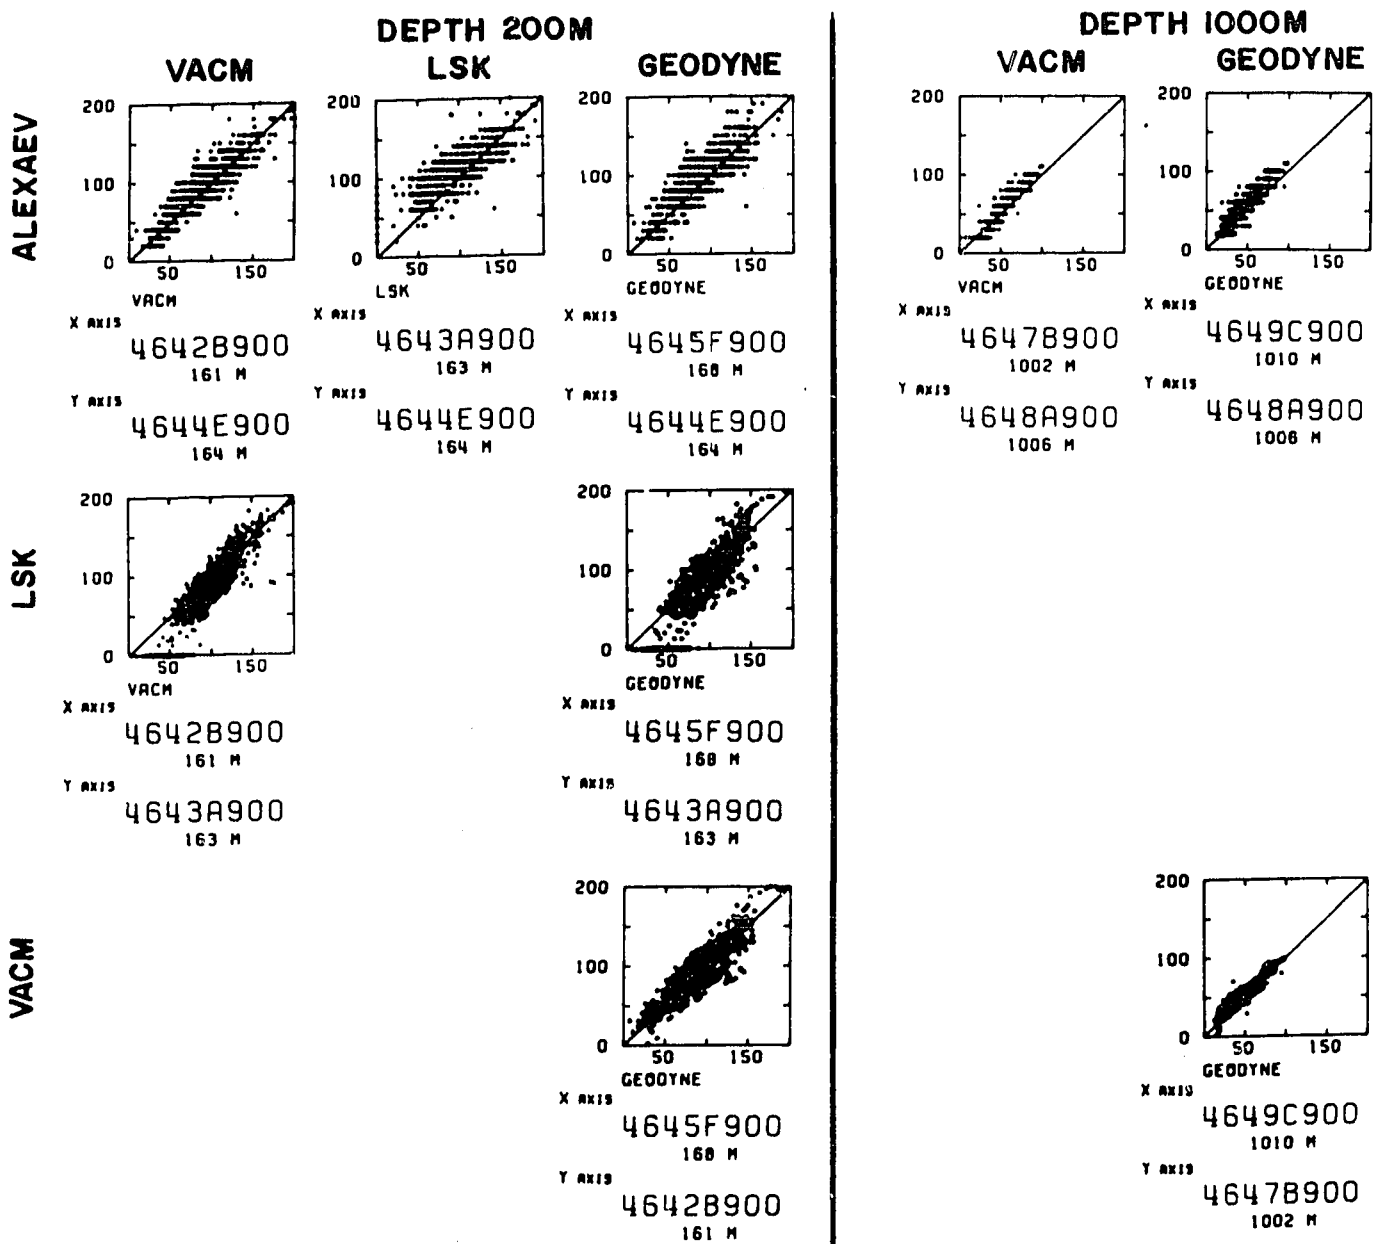 DEPTH 200M
DEPTH 1000M
VACM
LSK
GEODYNE
VACM
GEODYNE
ALEXAEV
200
100
0
50
150
VACM
X AXIS
4642B900
161 M
Y AXIS
4644E900
164 M
200
100
0
50
150
LSK
X AXIS
4643A900
163 M
Y AXIS
4644E900
164 M
200
100
0
50
150
GEODYNE
X AXIS
4645F900
168 M
Y AXIS
4644E900
164 M
200
100
0
50
150
VACM
X AXIS
4647B900
1002 M
Y AXIS
4648A900
1006 M
200
100
0
50
150
GEODYNE
X AXIS
4649C900
1010 M
Y AXIS
4648A900
1006 M
LSK
200
100
0
50
150
VACM
X AXIS
4642B900
161 M
Y AXIS
4643A900
163 M
200
100
0
50
150
GEODYNE
X AXIS
4645F900
168 M
Y AXIS
4643A900
163 M
VACM
200
100
0
50
150
GEODYNE
X AXIS
4645F900
168 M
Y AXIS
4642B900
161 M
200
100
0
50
150
GEODYNE
X AXIS
4649C900
1010 M
Y AXIS
4647B900
1002 M